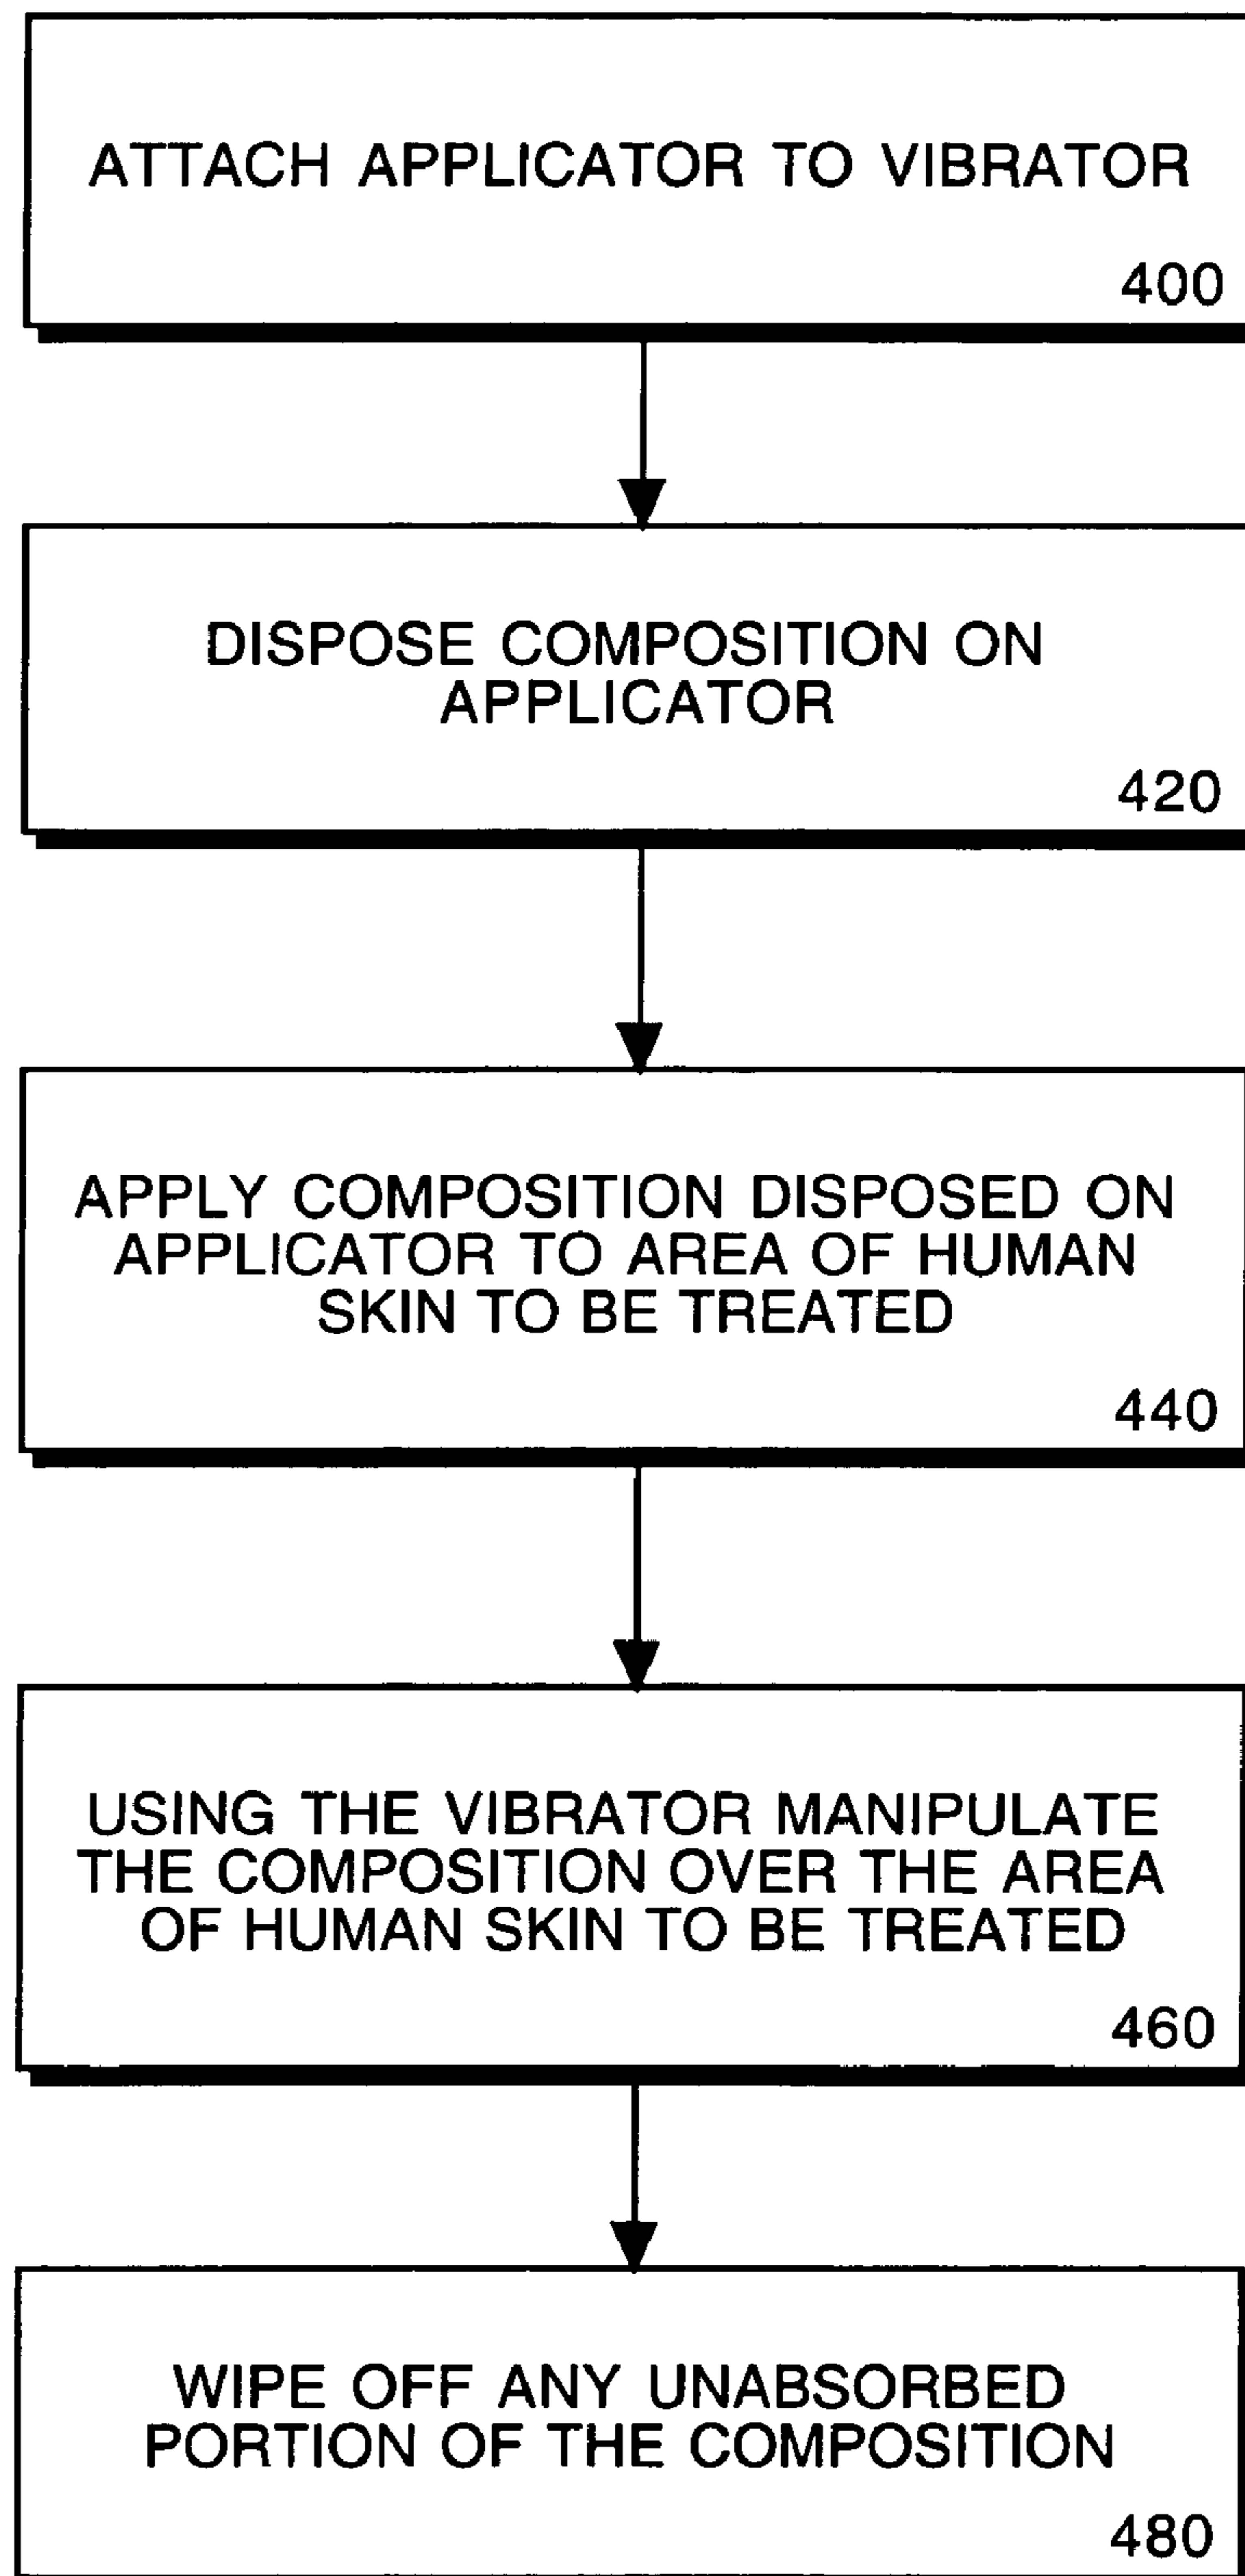 ATTACH APPLICATOR TO VIBRATOR
400
DISPOSE COMPOSITION ON
APPLICATOR
420
APPLY COMPOSITION DISPOSED ON
APPLICATOR TO AREA OF HUMAN
SKIN TO BE TREATED
440
USING THE VIBRATOR MANIPULATE
THE COMPOSITION OVER THE AREA
OF HUMAN SKIN TO BE TREATED
460
WIPE OFF ANY UNABSORBED
PORTION OF THE COMPOSITION
480